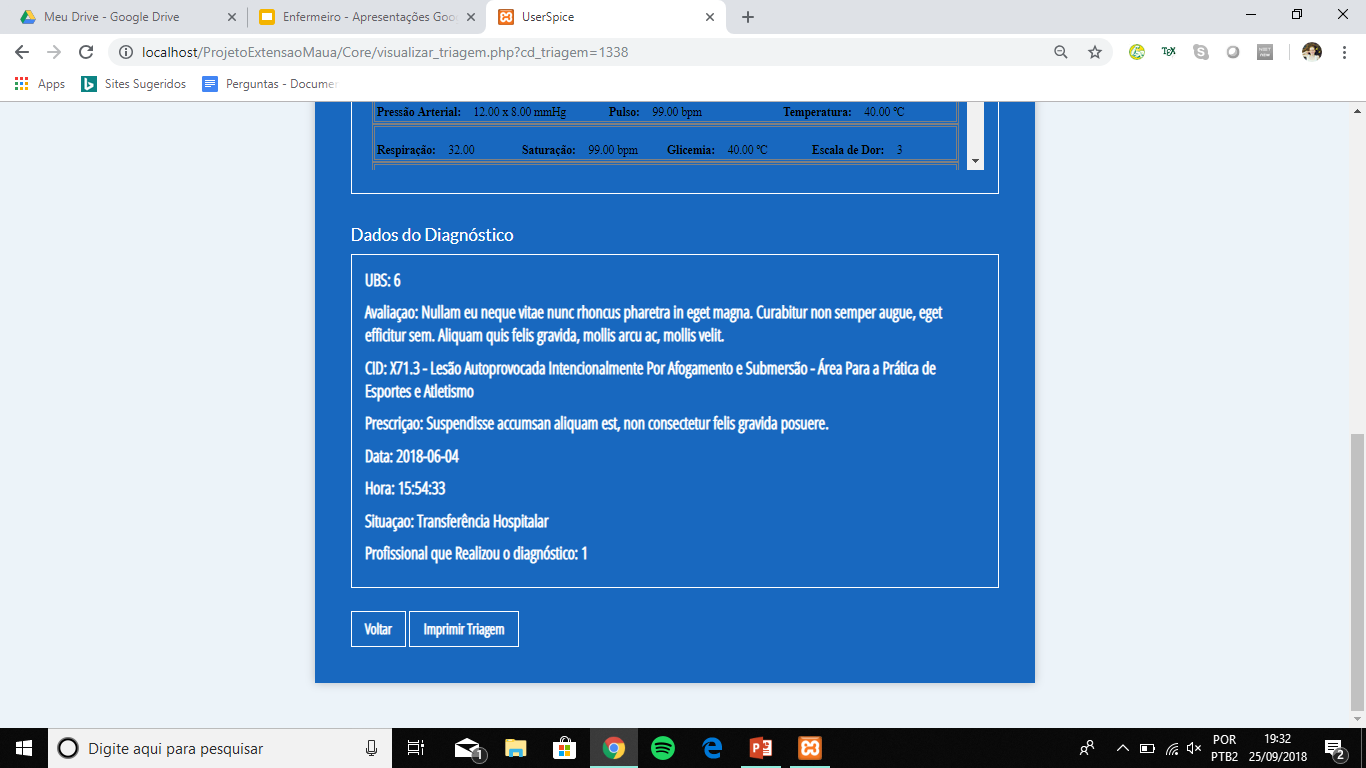 Meu Drive - Google Drive
Enfermeiro - Apresentações Goo
UserSpice
localhost/ProjetoExtensaoMaua/Core/visualizar_triagem.php?cd_triagem=1338
Apps
Sites Sugeridos
Perguntas - Documen
Pressão Arterial: 12.00 x 8.00 mmHg Pulso: 99.00 bpm Temperatura: 40.00 ºC
Respiração: 32.00 Saturação: 99.00 bpm Glicemia: 40.00 ºC Escala de Dor: 3
Dados do Diagnóstico
UBS: 6
Avaliaçao: Nullam eu neque vitae nunc rhoncus pharetra in eget magna. Curabitur non semper augue, eget
efficitur sem. Aliquam quis felis gravida, mollis arcu ac, mollis velit.
CID: X71.3 - Lesão Autoprovocada Intencionalmente Por Afogamento e Submersão - Área Para a Prática de
Esportes e Atletismo
Prescriçao: Suspendisse accumsan aliquam est, non consectetur felis gravida posuere.
Data: 2018-06-04
Hora: 15:54:33
Situaçao: Transferência Hospitalar
Profissional que Realizou o diagnóstico: 1
Voltar
Imprimir Triagem
Digite aqui para pesquisar
1
POR
PTB2
19:32
25/09/2018
2